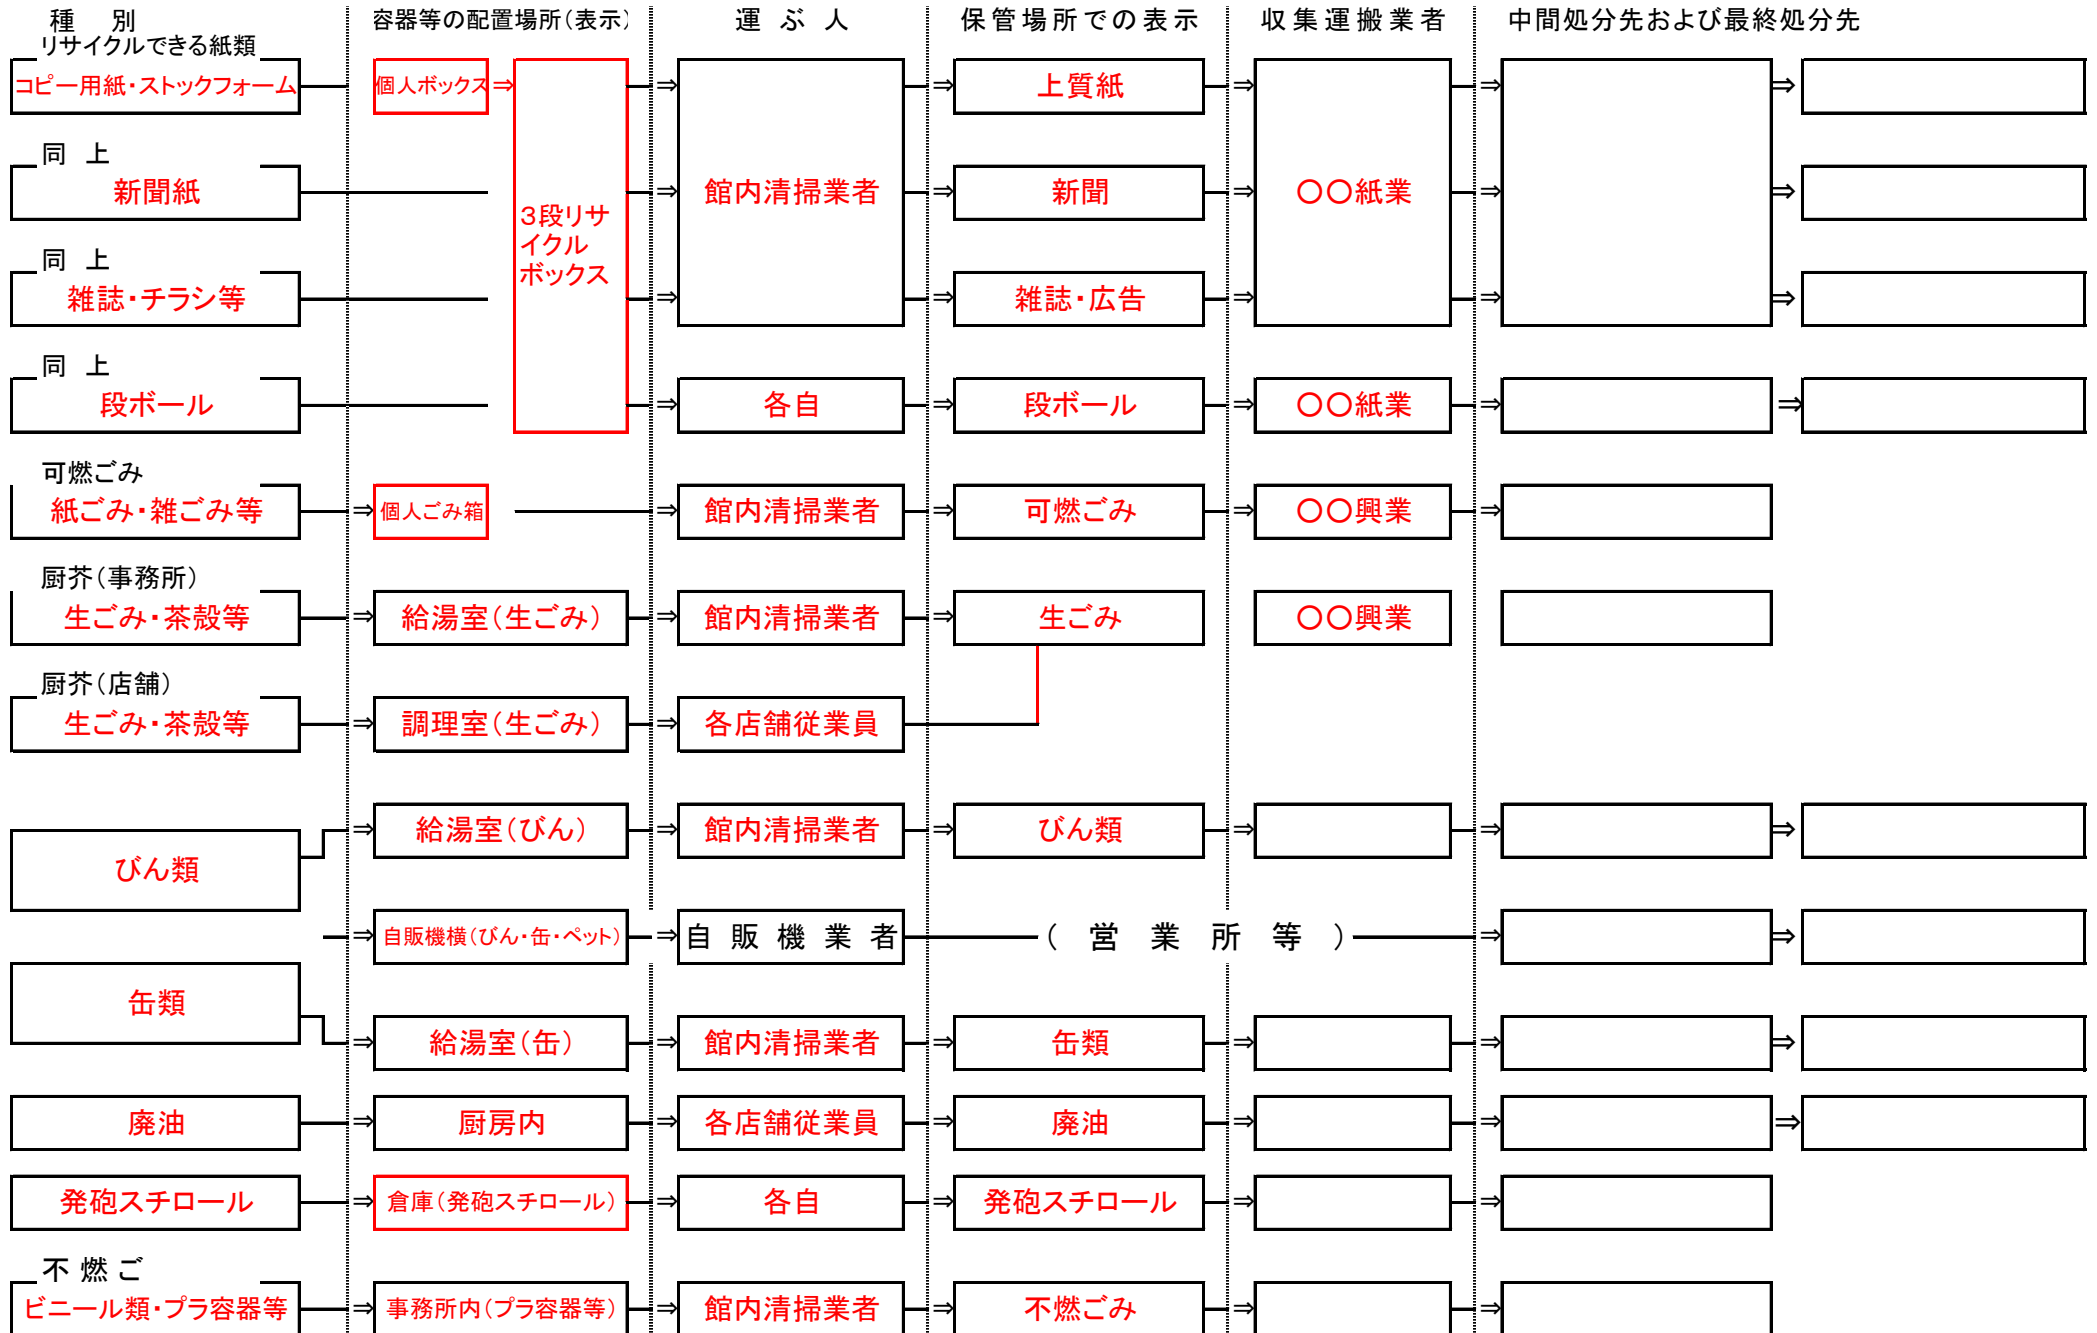 種 別
容器等の配置場所(表示)
運 ぶ 人
保管場所での表示
収集運搬業者
中間処分先および最終処分先
リサイクルできる紙類
コピー用紙・ストックフォーム
個人ボックス
⇒
⇒
⇒
上質紙
⇒
⇒
⇒
同 上
新聞紙
3段リサ
イクル
ボックス
⇒
館内清掃業者
⇒
新聞
⇒
〇〇紙業
⇒
⇒
同 上
雑誌・チラシ等
⇒
⇒
雑誌・広告
⇒
⇒
⇒
同 上
段ボール
⇒
各自
⇒
段ボール
⇒
〇〇紙業
⇒
⇒
可燃ごみ
紙ごみ・雑ごみ等
⇒
個人ごみ箱
⇒
館内清掃業者
⇒
可燃ごみ
⇒
〇〇興業
⇒
厨芥(事務所)
生ごみ・茶殻等
⇒
給湯室(生ごみ)
⇒
館内清掃業者
⇒
生ごみ
〇〇興業
厨芥(店舗)
生ごみ・茶殻等
⇒
調理室(生ごみ)
⇒
各店舗従業員
びん類
⇒
給湯室(びん)
⇒
館内清掃業者
⇒
びん類
⇒
⇒
⇒
⇒
自販機横(びん・缶・ペット)
⇒
自販機業者
( 営 業 所 等 )
⇒
⇒
缶類
⇒
給湯室(缶)
⇒
館内清掃業者
⇒
缶類
⇒
⇒
⇒
廃油
⇒
厨房内
⇒
各店舗従業員
⇒
廃油
⇒
⇒
⇒
発砲スチロール
⇒
倉庫(発砲スチロール)
⇒
各自
⇒
発砲スチロール
⇒
⇒
不 燃 ご
ビニール類・プラ容器等
⇒
事務所内(プラ容器等)
⇒
館内清掃業者
⇒
不燃ごみ
⇒
⇒